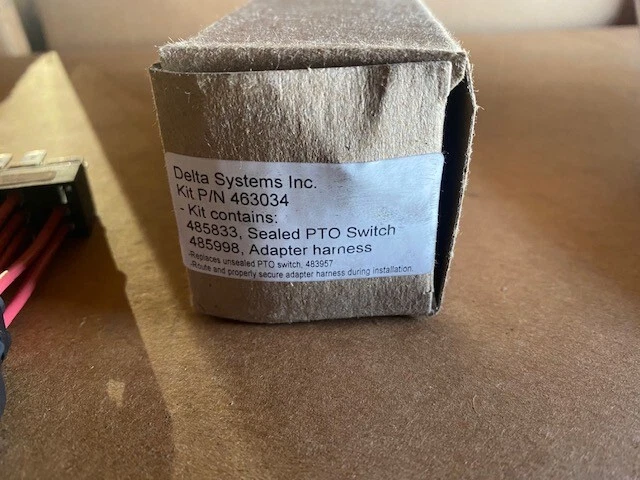 Delta Systems Inc.
Kit P/N 463034
- Kit contains:
485833, Sealed PTO Switch
485998, Adapter harness
-Replaces unsealed PTO switch, 483957
-Route and properly secure adapter harness during installation.